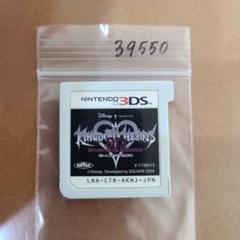 39550
NINTENDO 3DS
Disney
KINGDOM HEARTS
3D
©Disney Developed by SQUARE ENIX
LNA-CTR-AKHJ-JPN